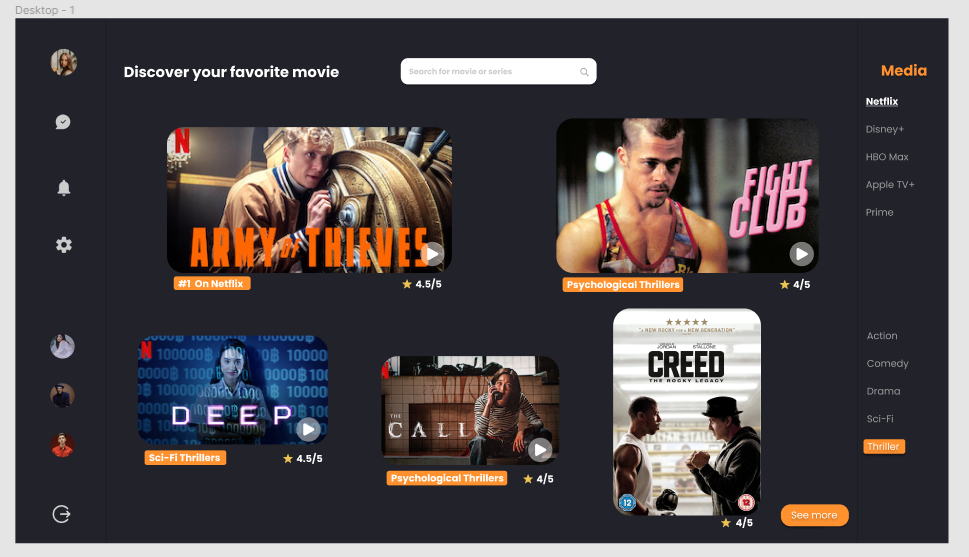 Desktop - 1
Discover your favorite movie
Search for movie or series
Media
Netflix
Disney+
HBO Max
Apple TV+
Prime
N
ARMY OF THIEVES
#1 On Netflix
4.5/5
FIGHT
CLUB
Psychological Thrillers
4/5
N
DEEP
Sci-Fi Thrillers
4.5/5
N
THE
CALL
Psychological Thrillers
4/5
"A NEW ROCKY FOR A NEW GENERATION"
JORDAN STALLONE
CREED
THE ROCKY LEGACY
ITALIAN STALL
12
12
4/5
Action
Comedy
Drama
Sci-Fi
Thriller
See more